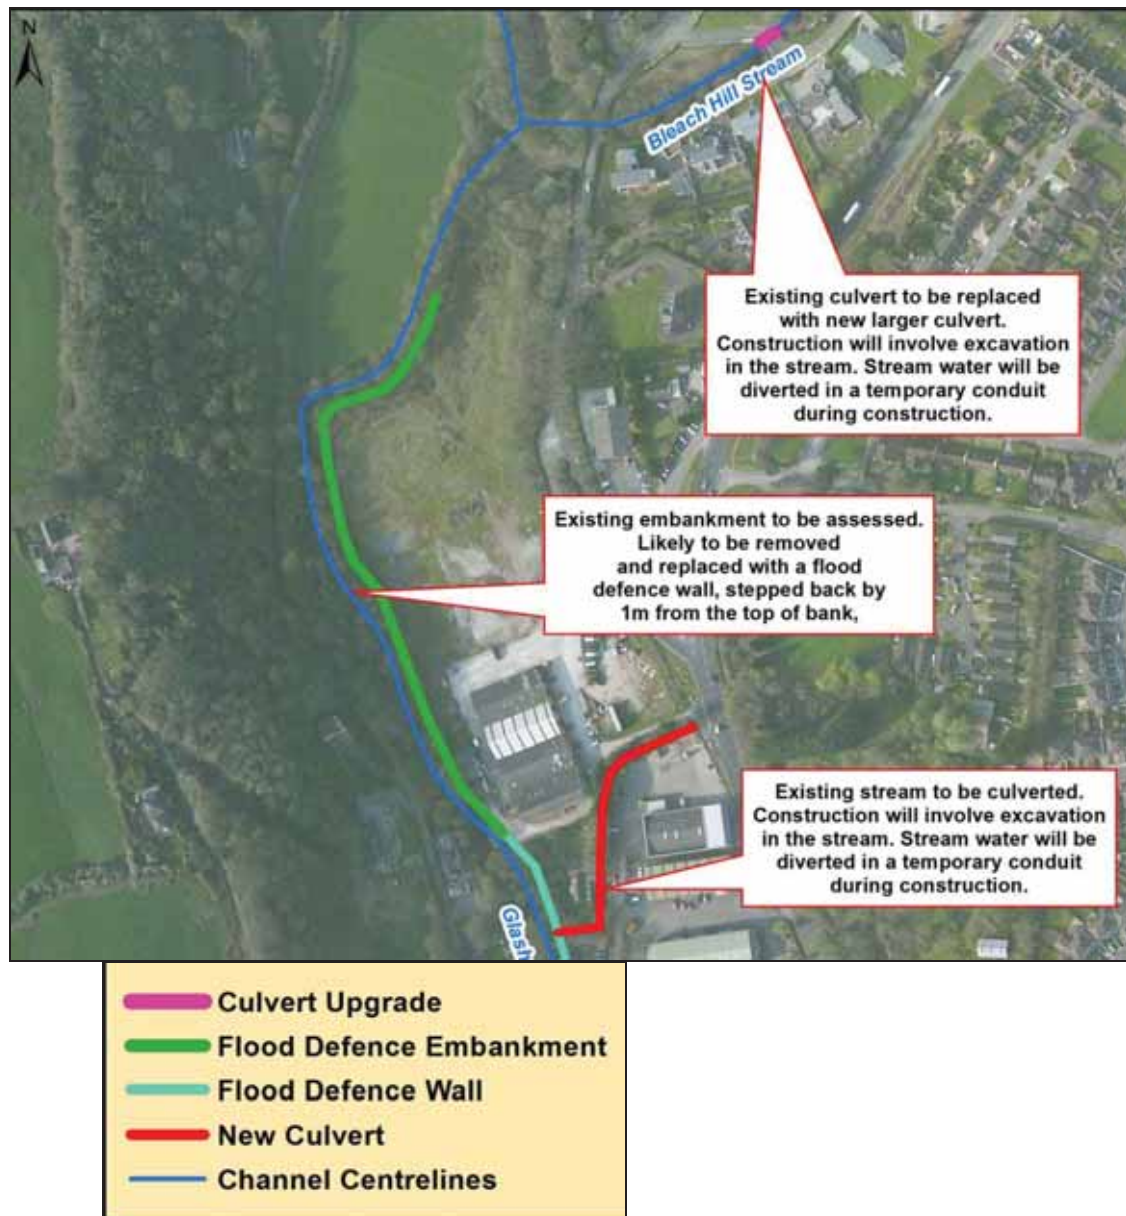 N
Bleach Hill Stream
Existing culvert to be replaced
with new larger culvert.
Construction will involve excavation
in the stream. Stream water will be
diverted in a temporary conduit
during construction.
Existing embankment to be assessed.
Likely to be removed
and replaced with a flood
defence wall, stepped back by
1m from the top of bank,
Existing stream to be culverted.
Construction will involve excavation
in the stream. Stream water will be
diverted in a temporary conduit
during construction.
Glash
Culvert Upgrade
Flood Defence Embankment
Flood Defence Wall
New Culvert
Channel Centrelines